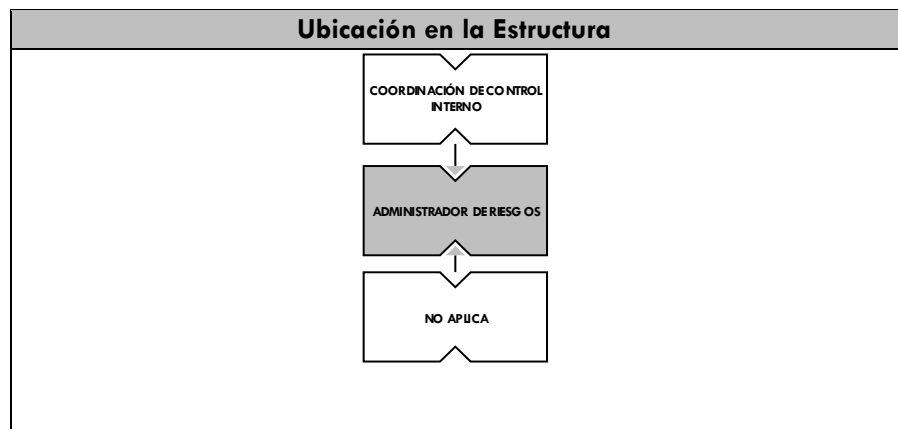 Ubicación en la Estructura
COORDINACIÓN DE CONTROL
INTERNO
ADMINISTRADOR DE RIESGOS
NO APLICA